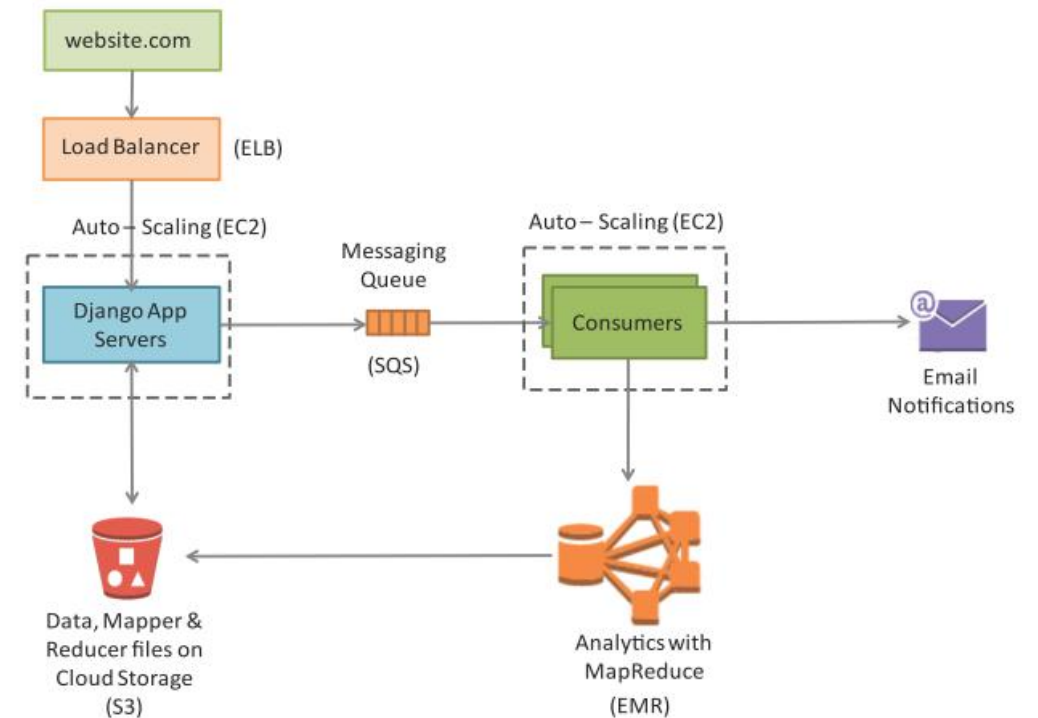 website.com
Load Balancer
(ELB)
Auto – Scaling (EC2)
Django App
Servers
Messaging
Queue
(SQS)
Auto – Scaling (EC2)
Consumers
@
Email
Notifications
Data, Mapper &
Reducer files on
Cloud Storage
(S3)
Analytics with
MapReduce
(EMR)